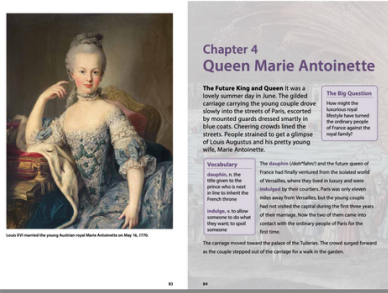 Louis XVI married the young Austrian royal Marie Antoinette on May 16, 1770.
93
Chapter 4
Queen Marie Antoinette
The Future King and Queen It was a
lovely summer day in June. The gilded
carriage carrying the young couple drove
slowly into the streets of Paris, escorted
by mounted guards dressed smartly in
blue coats. Cheering crowds lined the
streets. People strained to get a glimpse
of Louis Augustus and his pretty young
wife, Marie Antoinette.
The Big Question
How might the
luxurious royal
lifestyle have turned
the ordinary people
of France against the
royal family?
Vocabulary
dauphin, n. the
title given to the
prince who is next
in line to inherit the
French throne
indulge, v. to allow
someone to do what
they want; to spoil
someone
The dauphin (/doh*fahn/) and the future queen of
France had finally ventured from the isolated world
of Versailles, where they lived in luxury and were
indulged by their courtiers. Paris was only eleven
miles away from Versailles, but the young couple
had not visited the capital during the first three years
of their marriage. Now the two of them came into
contact with the ordinary people of Paris for the
first time.
The carriage moved toward the palace of the Tuileries. The crowd surged forward
as the couple stepped out of the carriage for a walk in the garden.
94